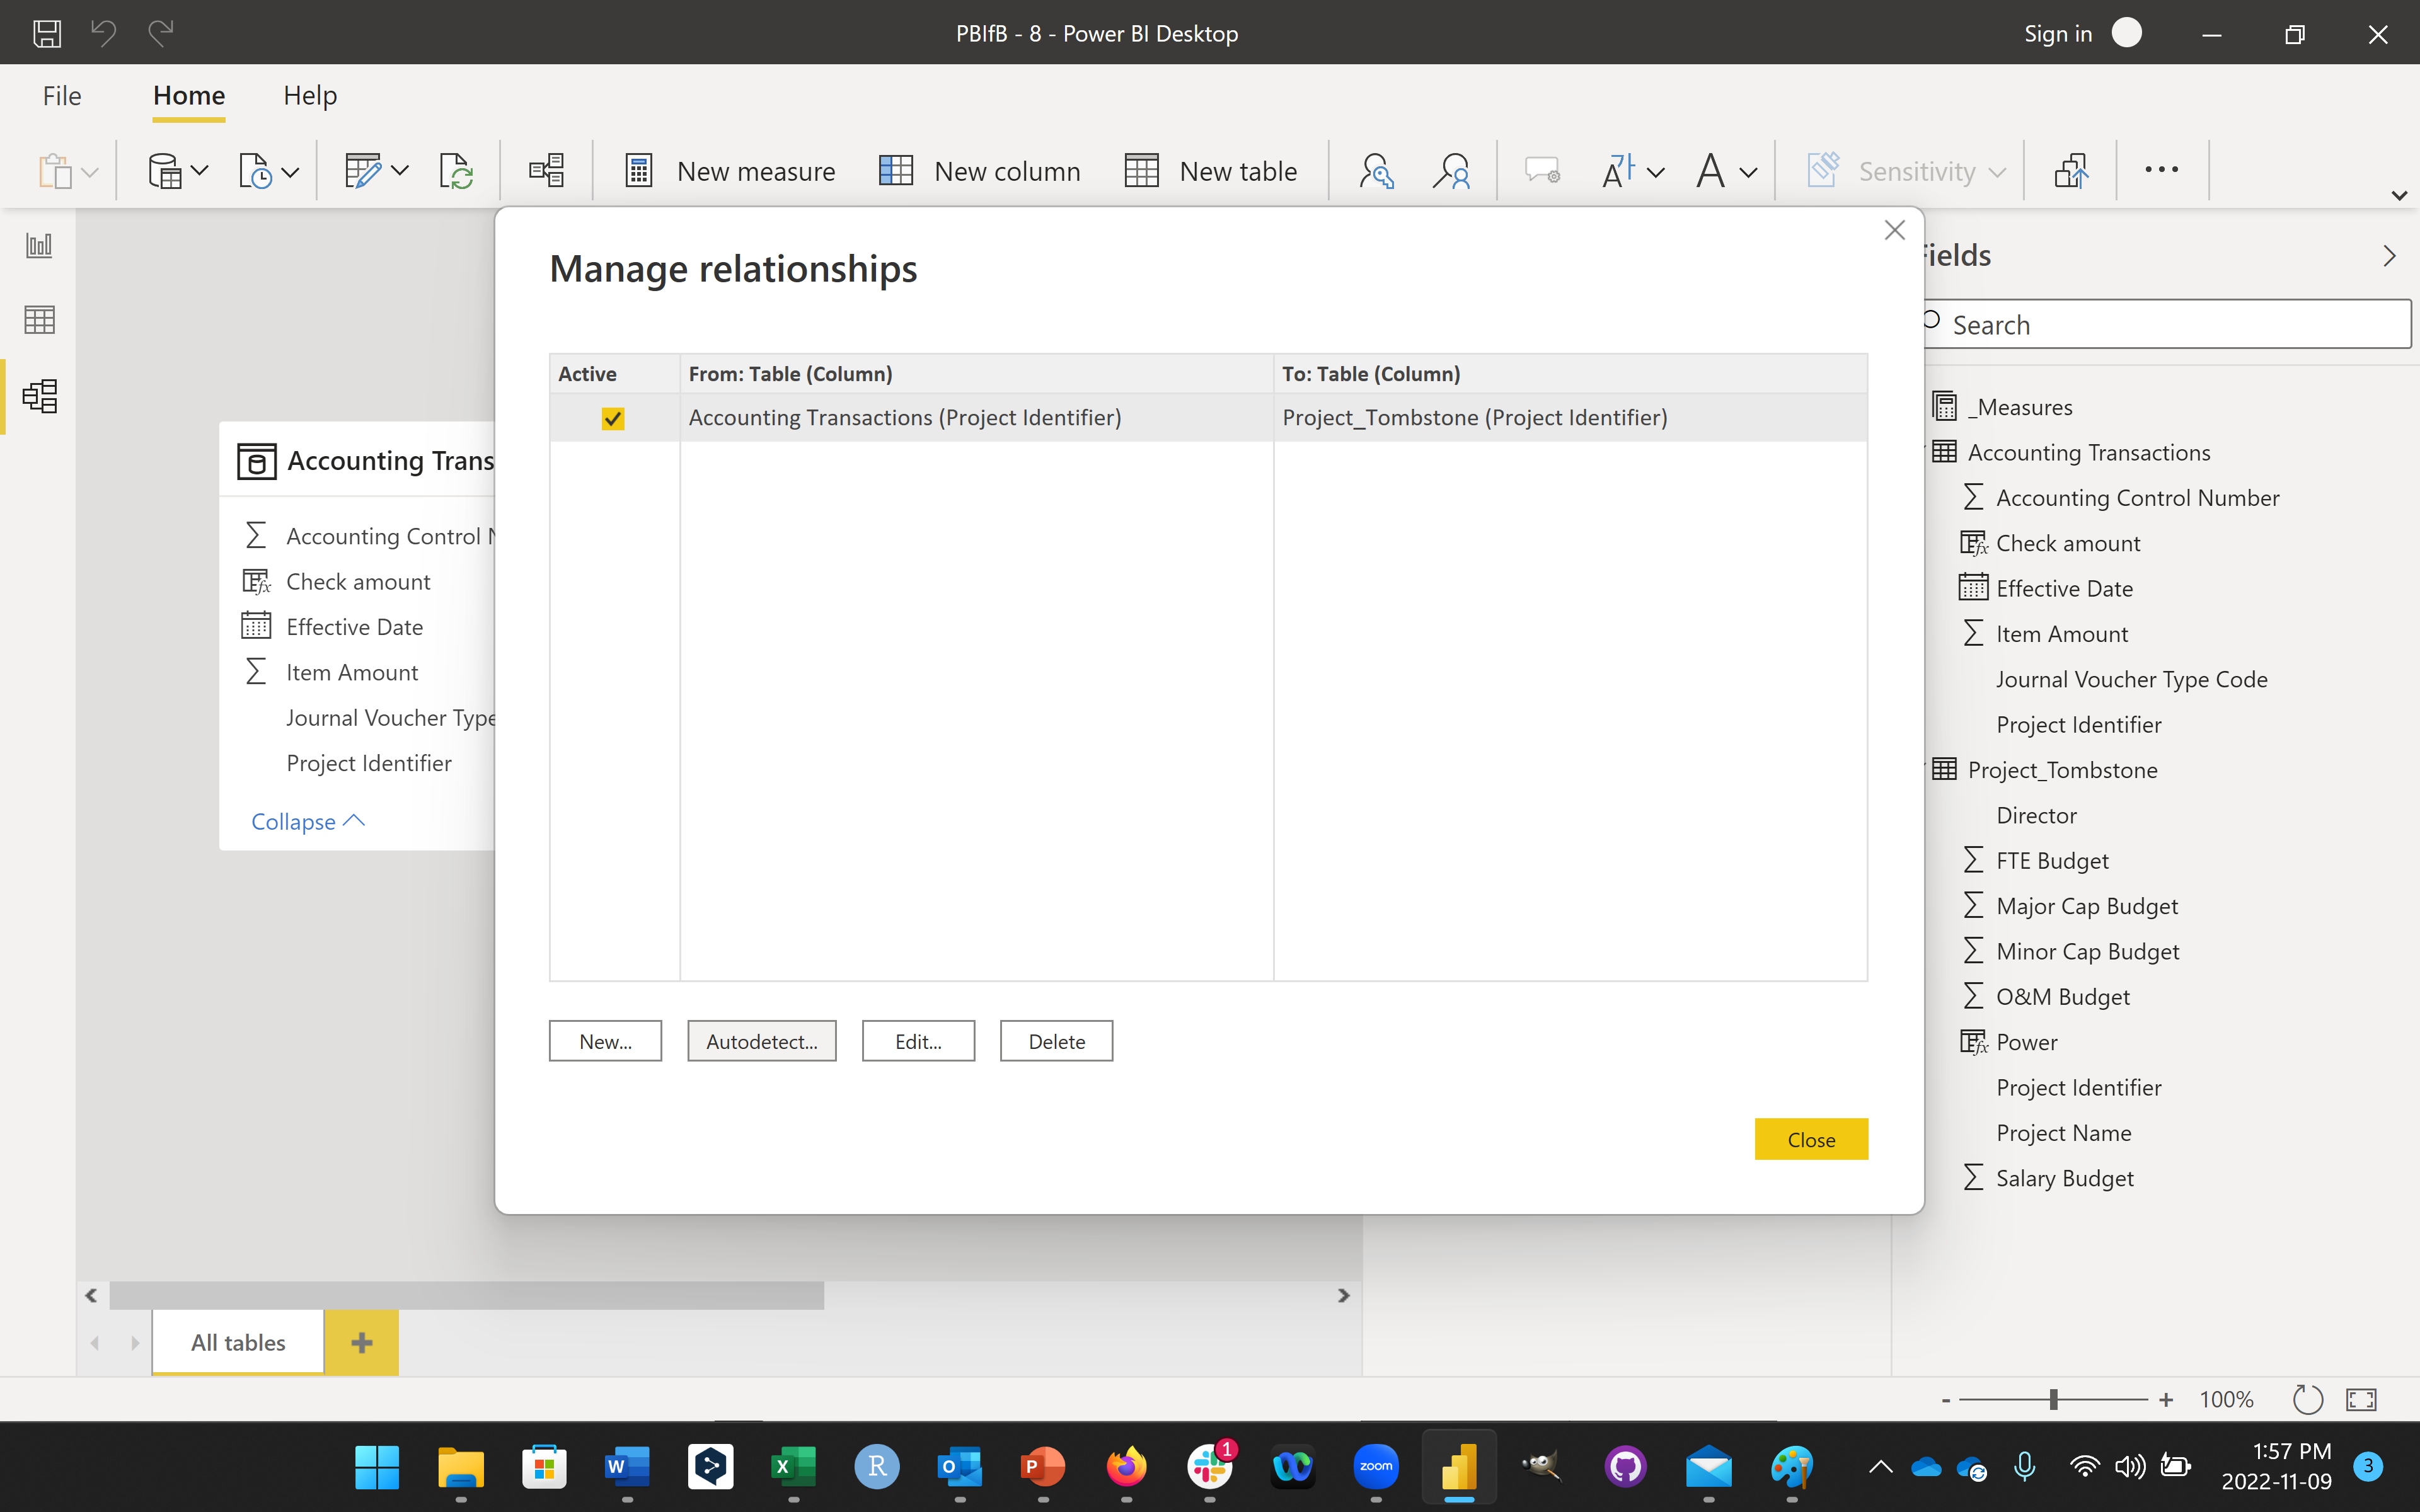 PBIfB - 8 - Power BI Desktop
Sign in
File Home Help
New measure New column New table Sensitivity
Manage relationships
Active From: Table (Column) To: Table (Column)
Accounting Transactions (Project Identifier) Project_Tombstone (Project Identifier)
New... Autodetect... Edit... Delete
Close
Accounting Trans
Accounting Control N
Check amount
Effective Date
Item Amount
Journal Voucher Type
Project Identifier
Collapse
Fields
Search
_Measures
Accounting Transactions
Accounting Control Number
Check amount
Effective Date
Item Amount
Journal Voucher Type Code
Project Identifier
Project_Tombstone
Director
FTE Budget
Major Cap Budget
Minor Cap Budget
O&M Budget
Power
Project Identifier
Project Name
Salary Budget
All tables
- + 100%
W X R O P 1 zoom
1:57 PM
2022-11-09
3